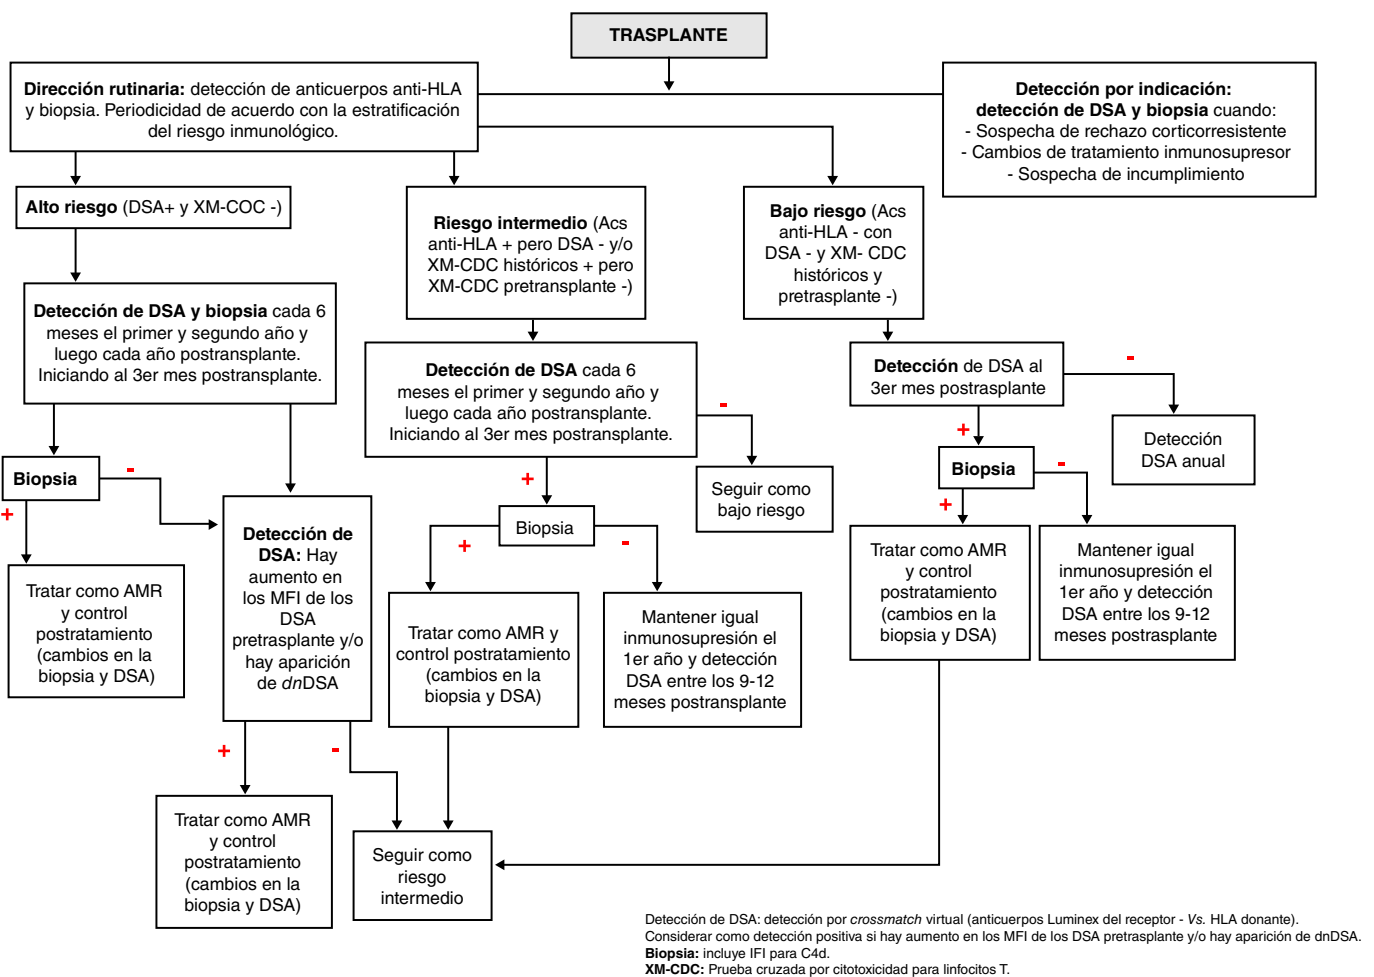 TRASPLANTE
Dirección rutinaria: detección de anticuerpos anti-HLA
y biopsia. Periodicidad de acuerdo con la estratificación
del riesgo inmunológico.
Detección por indicación:
detección de DSA y biopsia cuando:
- Sospecha de rechazo corticorresistente
- Cambios de tratamiento inmunosupresor
- Sospecha de incumplimiento
Alto riesgo (DSA+ y XM-COC -)
Riesgo intermedio (Acs
anti-HLA + pero DSA - y/o
XM-CDC históricos + pero
XM-CDC pretransplante -)
Bajo riesgo (Acs
anti-HLA - con
DSA - y XM- CDC
históricos y
pretrasplante -)
Detección de DSA y biopsia cada 6
meses el primer y segundo año y
luego cada año postransplante.
Iniciando al 3er mes postransplante.
Detección de DSA cada 6
meses el primer y segundo año y
luego cada año postransplante.
Iniciando al 3er mes postransplante.
Detección de DSA al
3er mes postrasplante
-
Detección
DSA anual
+
Biopsia
-
+
Biopsia
-
+
Detección de
DSA: Hay
aumento en
los MFI de los
DSA
pretrasplante y/o
hay aparición
de dnDSA
-
Seguir como
bajo riesgo
+
Biopsia
+
-
Tratar como AMR
y control
postratamiento
(cambios en la
biopsia y DSA)
Tratar como AMR y
control postratamiento
(cambios en la
biopsia y DSA)
Mantener igual
inmunosupresión el
1er año y detección
DSA entre los 9-12
meses postransplante
Tratar como AMR
y control
postratamiento
(cambios en la
biopsia y DSA)
Mantener igual
inmunosupresión el
1er año y detección
DSA entre los 9-12
meses postrasplante
+
-
Tratar como AMR
y control
postratamiento
(cambios en la
biopsia y DSA)
Seguir como
riesgo
intermedio
Detección de DSA: detección por crossmatch virtual (anticuerpos Luminex del receptor - Vs. HLA donante).
Considerar como detección positiva si hay aumento en los MFI de los DSA pretrasplante y/o hay aparición de dnDSA.
Biopsia: incluye IFI para C4d.
XM-CDC: Prueba cruzada por citotoxicidad para linfocitos T.